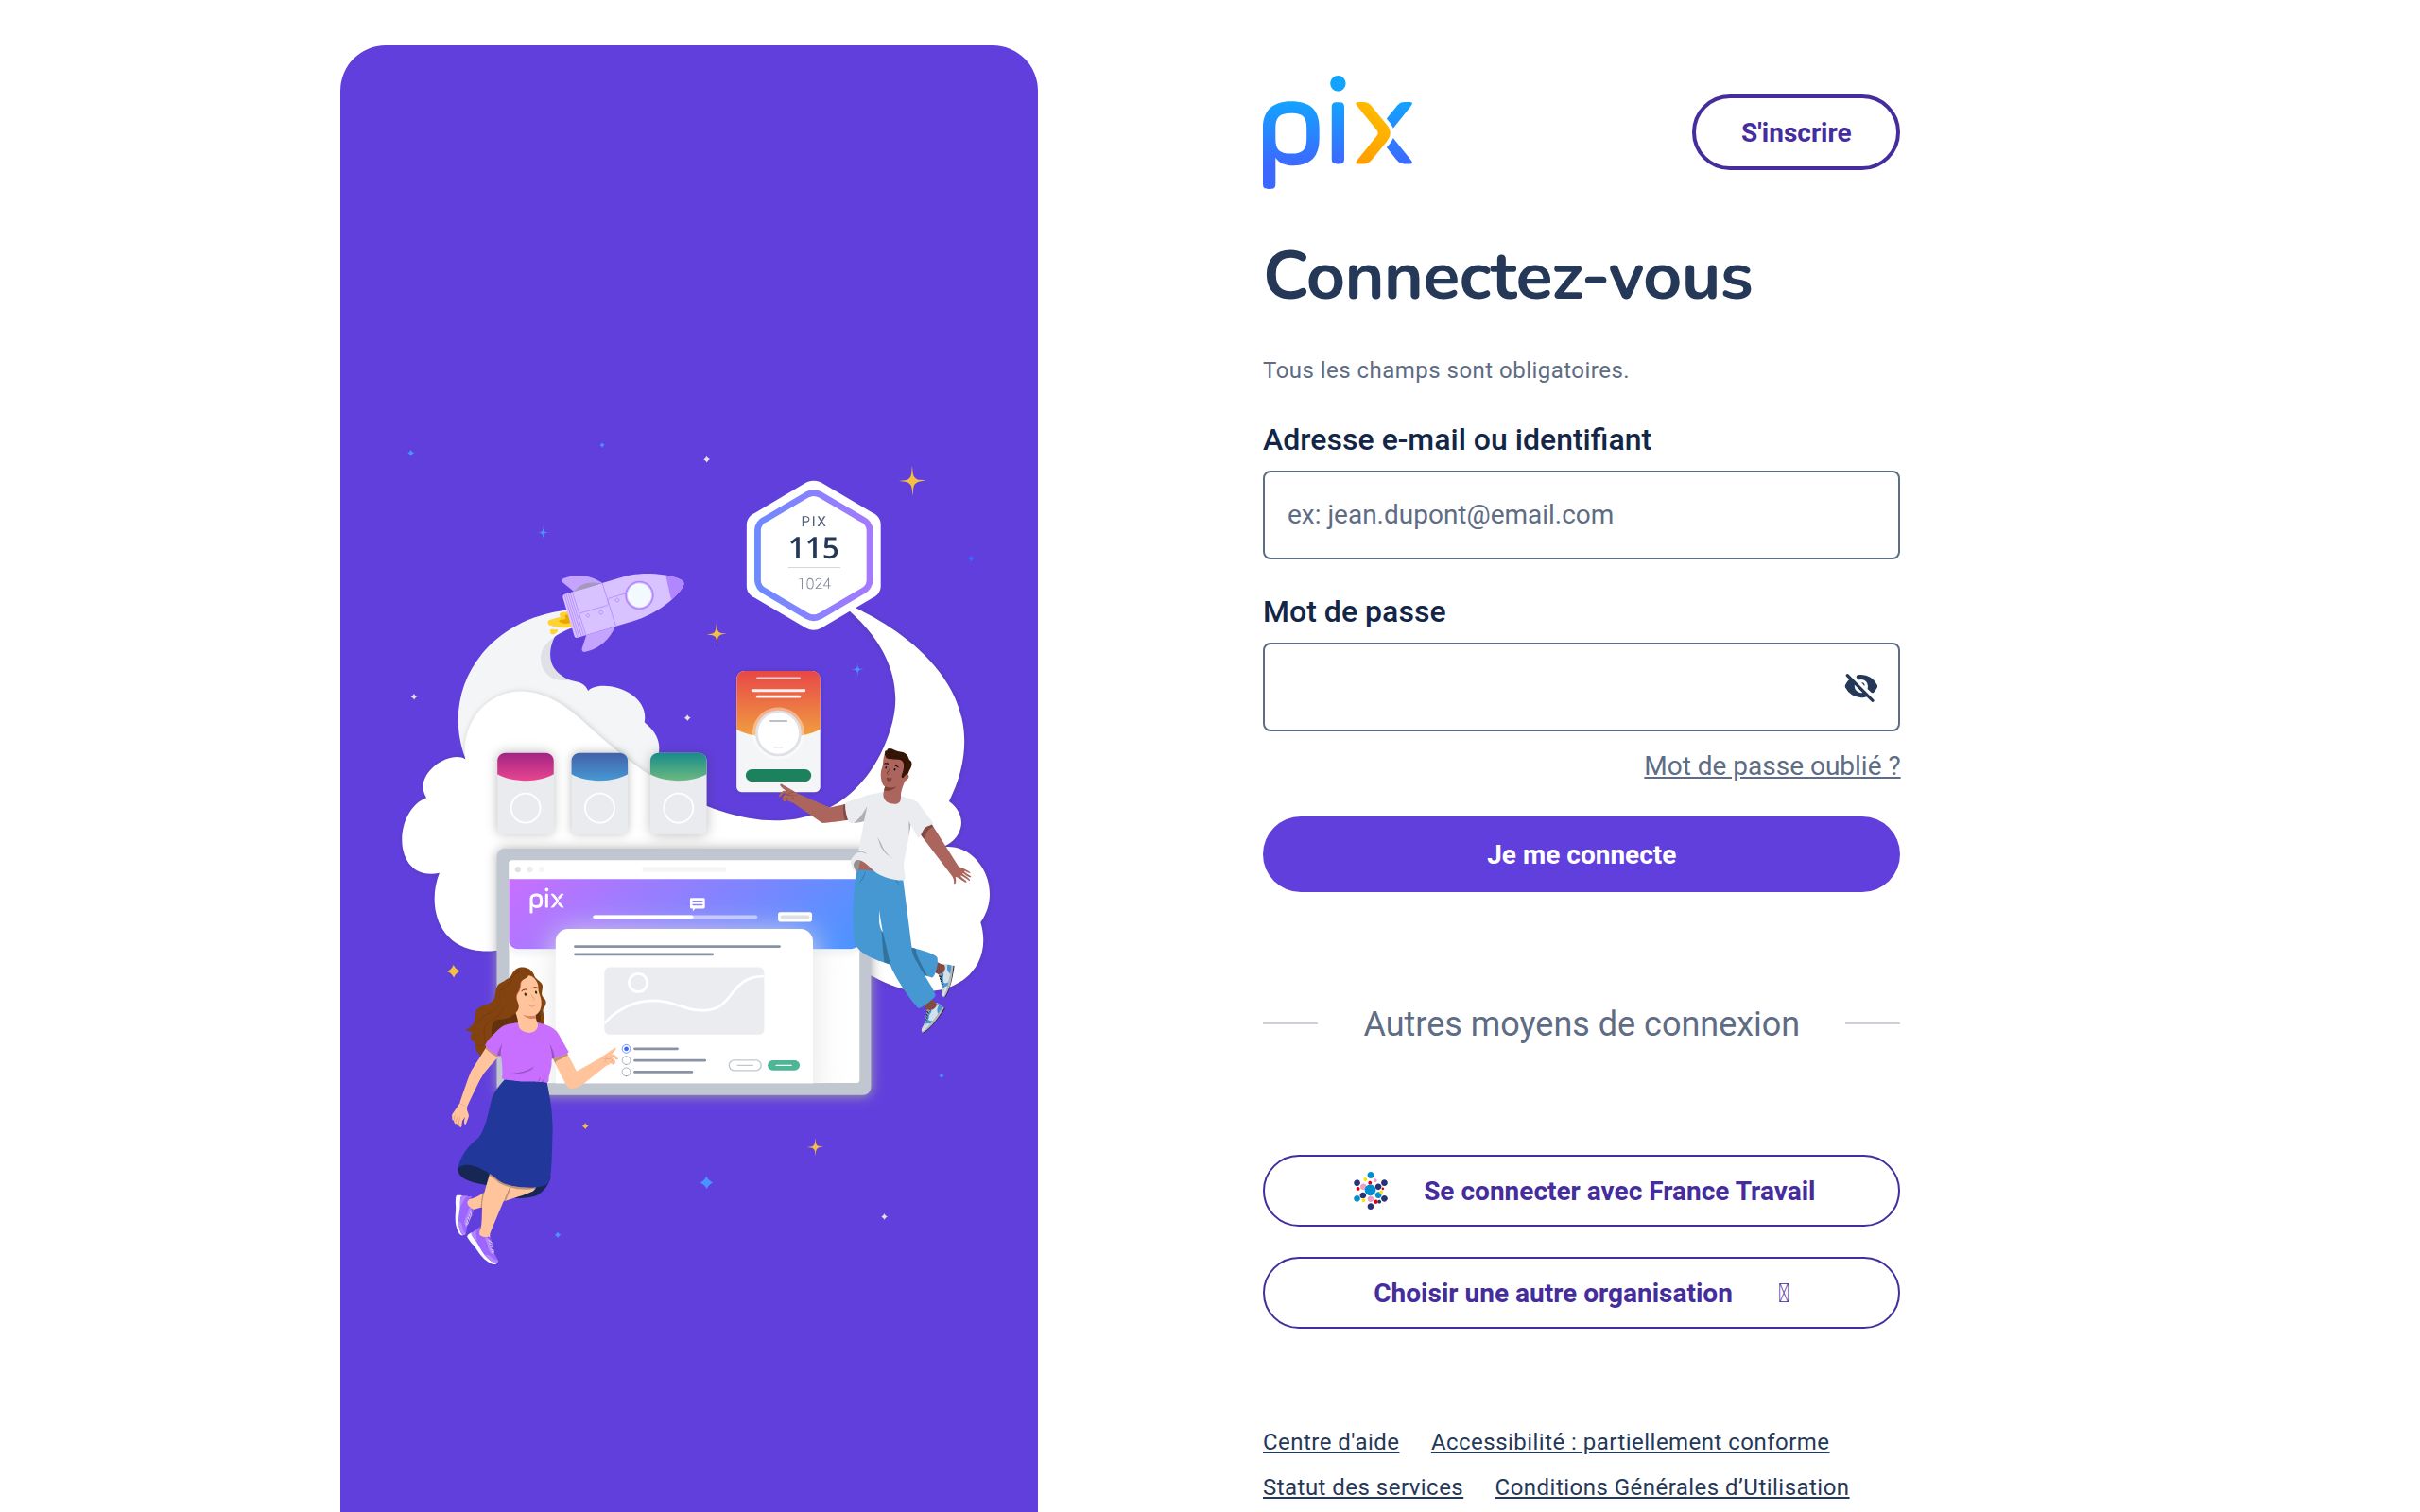 PIX
115
1024
pix
pix
S'inscrire
Connectez-vous
Tous les champs sont obligatoires.
Adresse e-mail ou identifiant
ex: jean.dupont@email.com
Mot de passe
Mot de passe oublié ?
Je me connecte
Autres moyens de connexion
Se connecter avec France Travail
Choisir une autre organisation
Centre d'aide Accessibilité : partiellement conforme
Statut des services Conditions Générales d’Utilisation